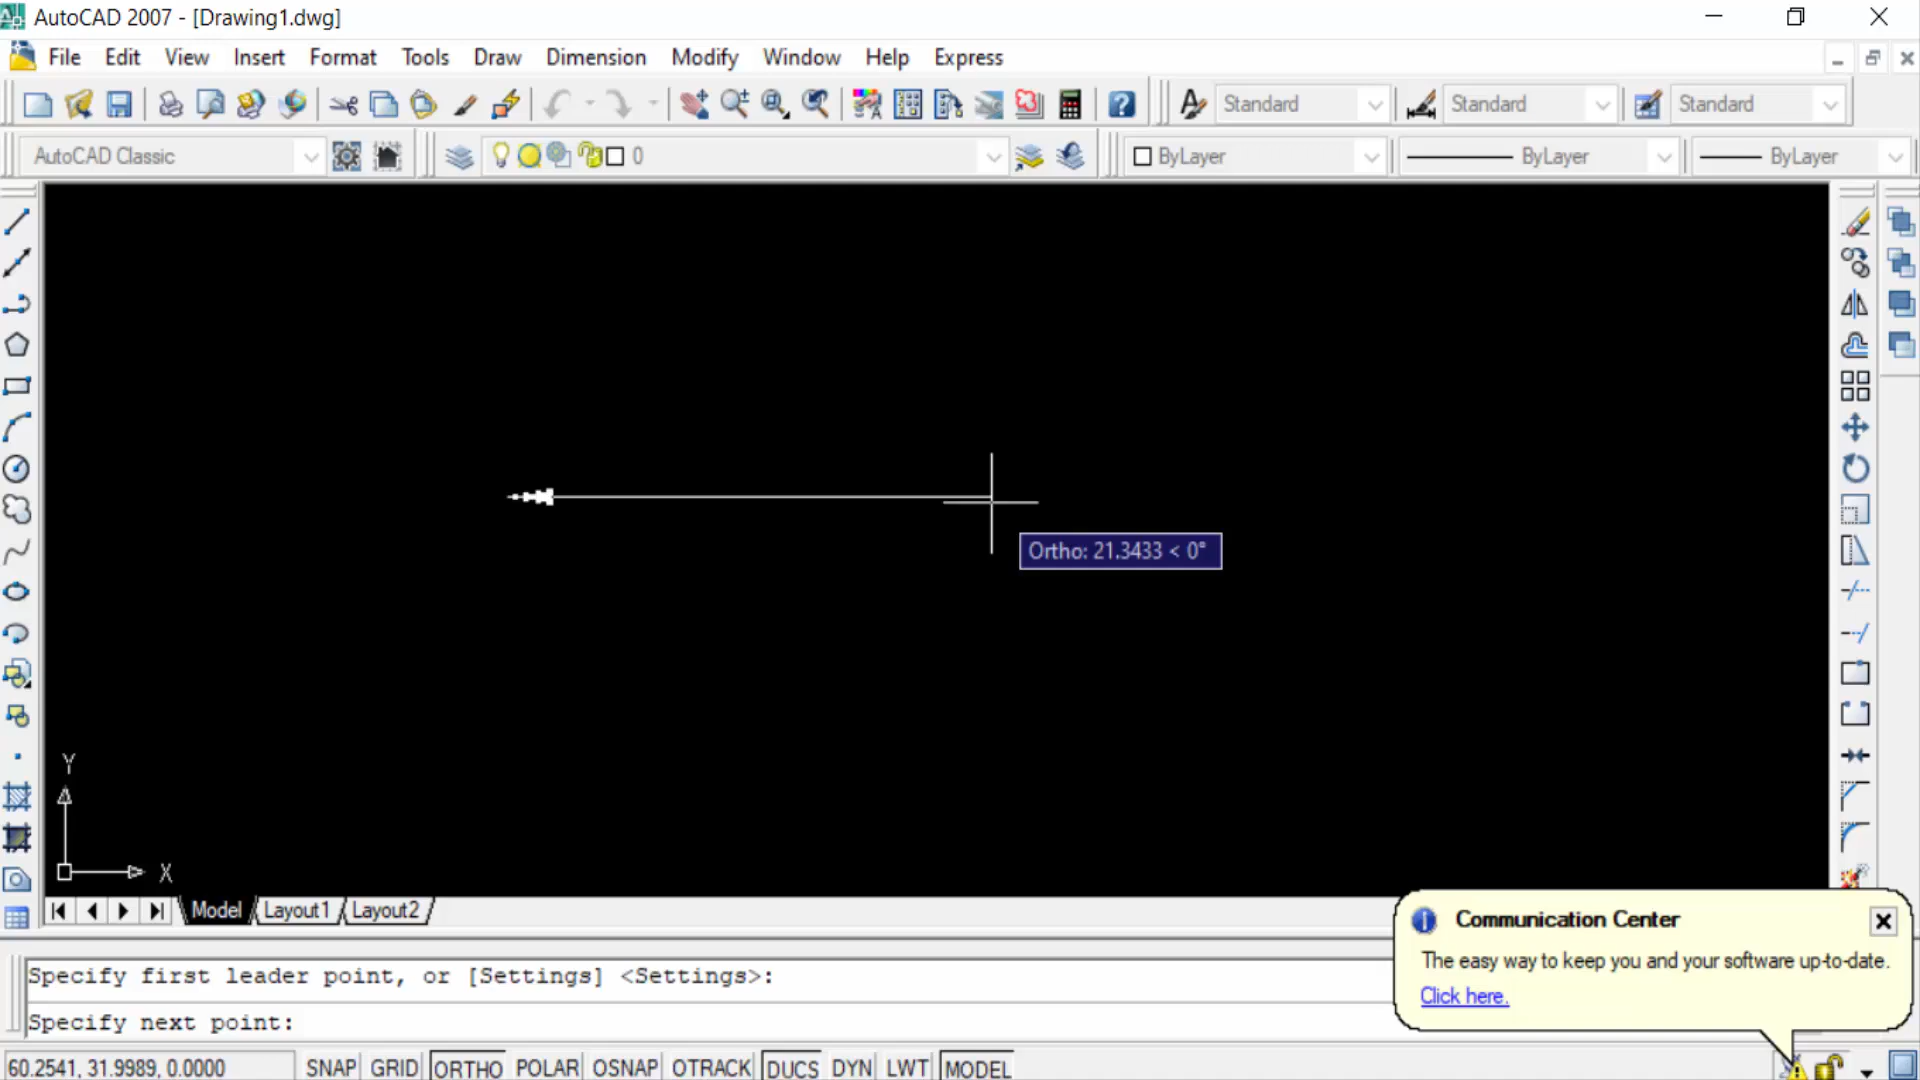 AutoCAD 2007 - [Drawing1.dwg]
File Edit View Insert Format Tools Draw Dimension Modify Window Help Express
Standard Standard Standard
AutoCAD Classic 0 ByLayer ByLayer ByLayer
Ortho: 21.3433 < 0°
Y
X
Model Layout1 Layout2
Communication Center
The easy way to keep you and your software up-to-date.
Click here.
Specify first leader point, or [Settings] <Settings>:
Specify next point:
60.2541, 31.9989, 0.0000 SNAP GRID ORTHO POLAR OSNAP OTRACK DUCS DYN LWT MODEL